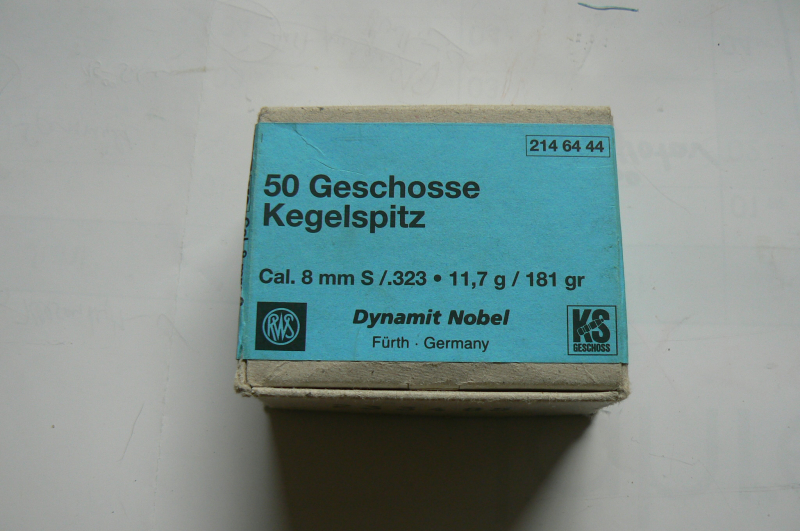 214 64 44
50 Geschosse
Kegelspitz
Cal. 8 mm S /.323 • 11,7 g / 181 gr
RWS
Dynamit Nobel
Fürth · Germany
KS
GESCHOSS